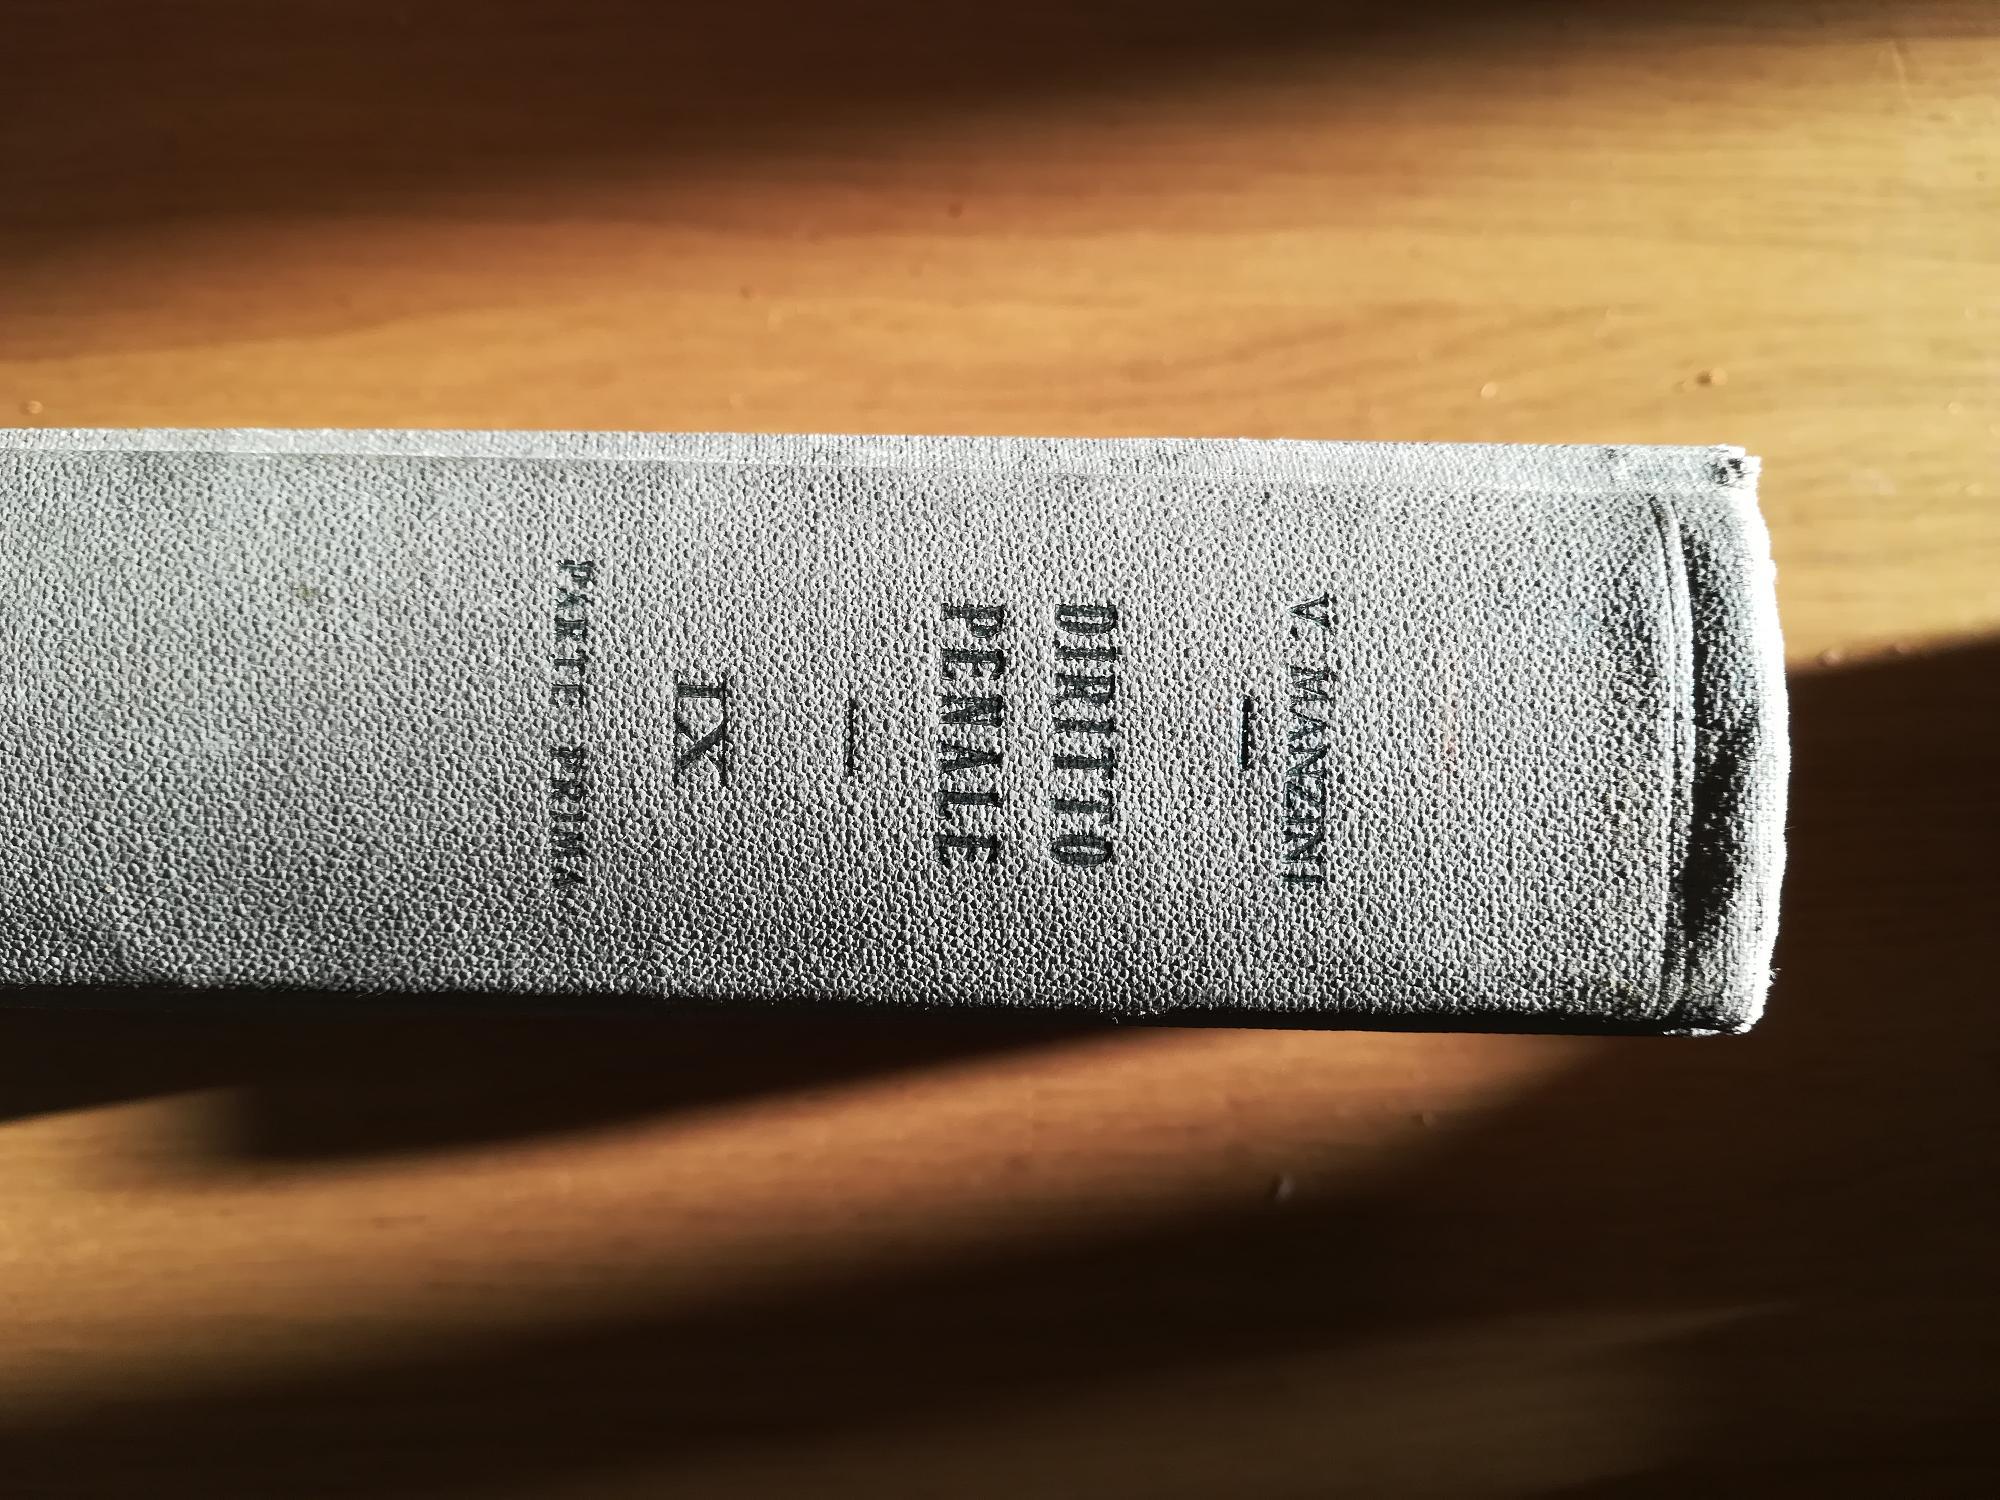 V. MANZINI
DIRITTO
PENALE
IX
PARTE PRIMA